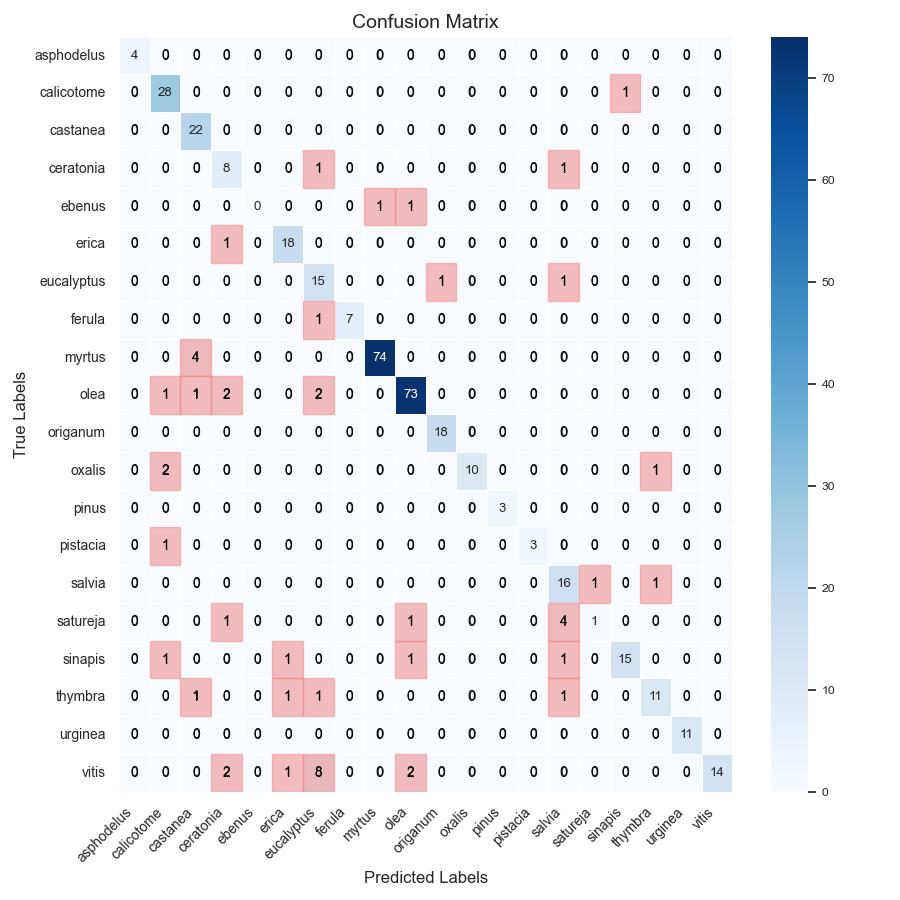 Confusion Matrix
asphodelus 4 0 0 0 0 0 0 0 0 0 0 0 0 0 0 0 0 0 0 0
calicotome 0 28 0 0 0 0 0 0 0 0 0 0 0 0 0 0 1 0 0 0
castanea 0 0 22 0 0 0 0 0 0 0 0 0 0 0 0 0 0 0 0 0
ceratonia 0 0 0 8 0 0 1 0 0 0 0 0 0 0 1 0 0 0 0 0
ebenus 0 0 0 0 0 0 0 0 1 1 0 0 0 0 0 0 0 0 0 0
erica 0 0 0 1 0 18 0 0 0 0 0 0 0 0 0 0 0 0 0 0
eucalyptus 0 0 0 0 0 0 15 0 0 0 1 0 0 0 1 0 0 0 0 0
ferula 0 0 0 0 0 0 1 7 0 0 0 0 0 0 0 0 0 0 0 0
myrtus 0 0 4 0 0 0 0 0 74 0 0 0 0 0 0 0 0 0 0 0
olea 0 1 1 2 0 0 2 0 0 73 0 0 0 0 0 0 0 0 0 0
origanum 0 0 0 0 0 0 0 0 0 0 18 0 0 0 0 0 0 0 0 0
oxalis 0 2 0 0 0 0 0 0 0 0 0 10 0 0 0 0 0 1 0 0
pinus 0 0 0 0 0 0 0 0 0 0 0 0 3 0 0 0 0 0 0 0
pistacia 0 1 0 0 0 0 0 0 0 0 0 0 0 3 0 0 0 0 0 0
salvia 0 0 0 0 0 0 0 0 0 0 0 0 0 0 16 1 0 1 0 0
satureja 0 0 0 1 0 0 0 0 0 1 0 0 0 0 4 1 0 0 0 0
sinapis 0 1 0 0 0 1 0 0 0 1 0 0 0 0 1 0 15 0 0 0
thymbra 0 0 1 0 0 1 1 0 0 0 0 0 0 0 1 0 0 11 0 0
urginea 0 0 0 0 0 0 0 0 0 0 0 0 0 0 0 0 0 0 11 0
vitis 0 0 0 2 0 1 8 0 0 2 0 0 0 0 0 0 0 0 0 14
True Labels
asphodelus calicotome castanea ceratonia ebenus erica eucalyptus ferula myrtus olea origanum oxalis pinus pistacia salvia satureja sinapis thymbra urginea vitis
Predicted Labels
70
60
50
40
30
20
10
0